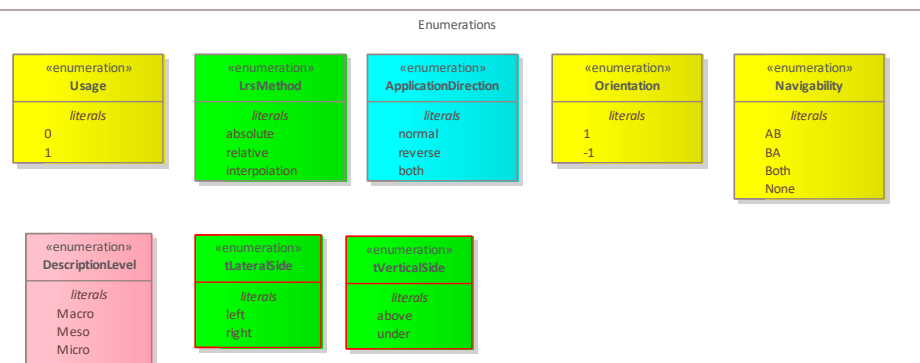 Enumerations
«enumeration»
Usage
literals
0
1
«enumeration»
LrsMethod
literals
absolute
relative
interpolation
«enumeration»
ApplicationDirection
literals
normal
reverse
both
«enumeration»
Orientation
literals
1
-1
«enumeration»
Navigability
literals
AB
BA
Both
None
«enumeration»
DescriptionLevel
literals
Macro
Meso
Micro
«enumeration»
tLateralSide
literals
left
right
«enumeration»
tVerticalSide
literals
above
under